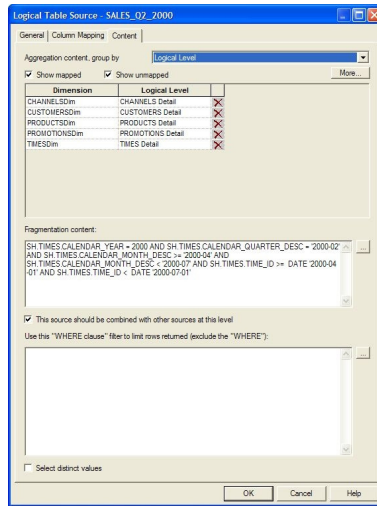 Logical Table Source - SALES_Q2_2000
General Column Mapping Content
Aggregation content, group by Logical Level
Show mapped Show unmapped More...
Dimension Logical Level
CHANNELSDim CHANNELS Detail
CUSTOMERSDim CUSTOMERS Detail
PRODUCTSDim PRODUCTS Detail
PROMOTIONSDim PROMOTIONS Detail
TIMESDim TIMES Detail
Fragmentation content:
SH.TIMES.CALENDAR_YEAR = 2000 AND SH.TIMES.CALENDAR_QUARTER_DESC = '2000-02'
AND SH.TIMES.CALENDAR_MONTH_DESC >= '2000-04' AND
SH.TIMES.CALENDAR_MONTH_DESC < '2000-07' AND SH.TIMES.TIME_ID >= DATE '2000-04
-01' AND SH.TIMES.TIME_ID < DATE '2000-07-01'
...
This source should be combined with other sources at this level
Use this "WHERE clause" filter to limit rows returned (exclude the "WHERE"):
...
Select distinct values
OK Cancel Help